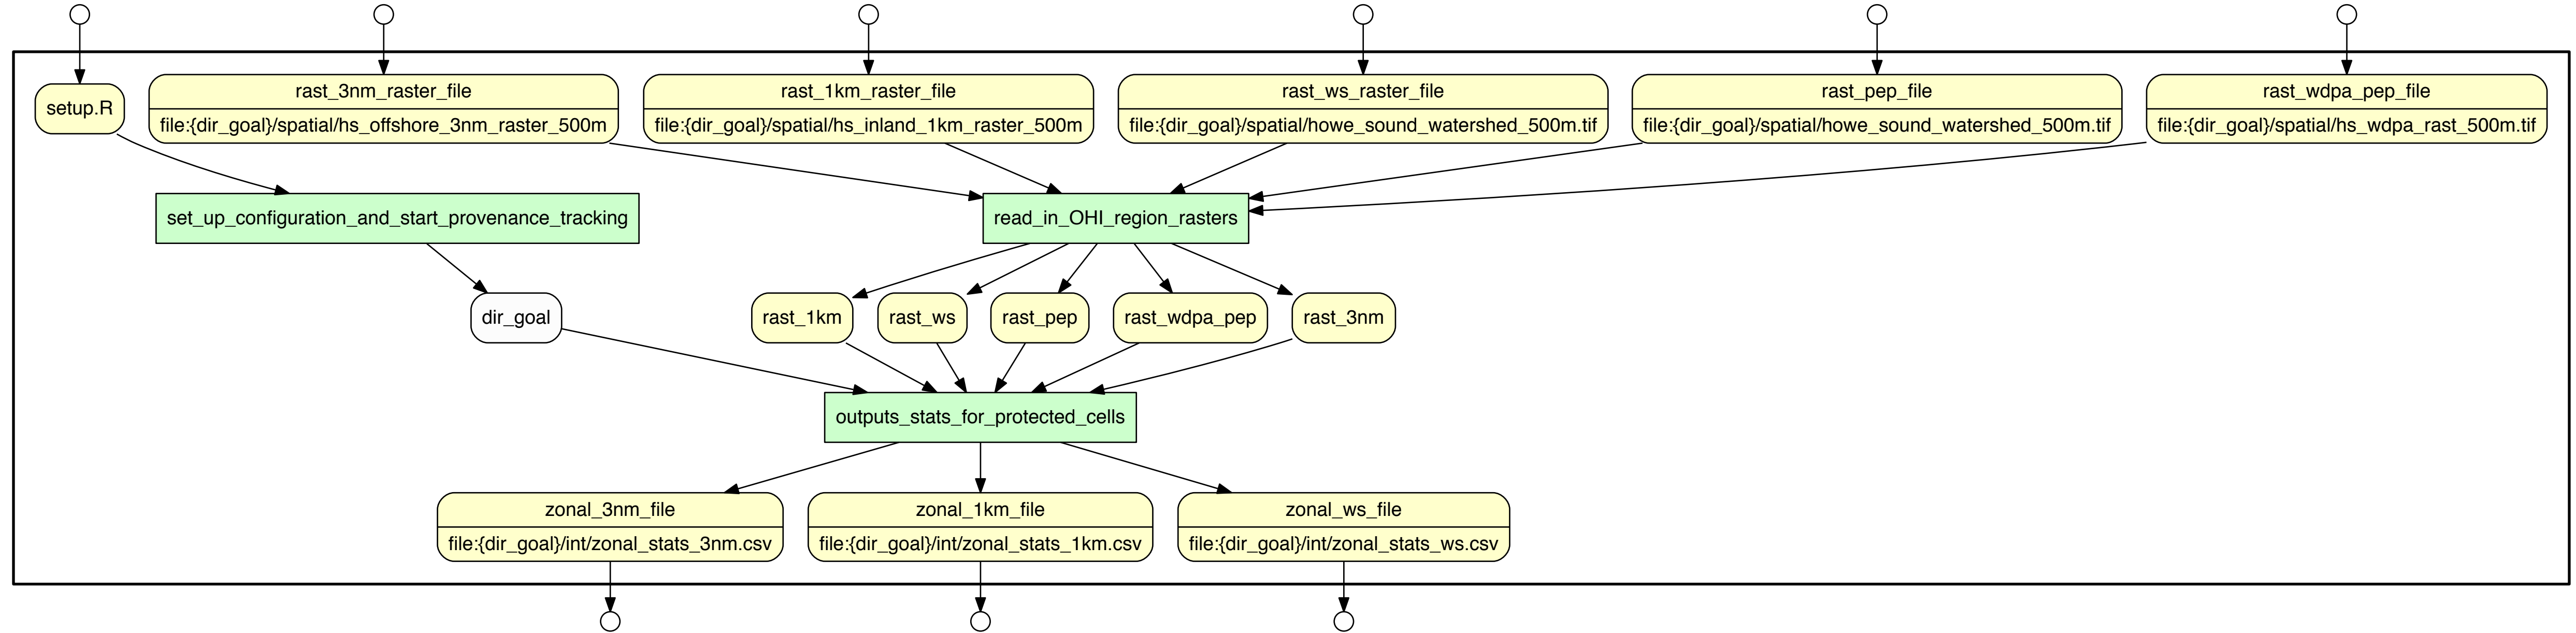 setup.R
rast_3nm_raster_file
file:{dir_goal}/spatial/hs_offshore_3nm_raster_500m
rast_1km_raster_file
file:{dir_goal}/spatial/hs_inland_1km_raster_500m
rast_ws_raster_file
file:{dir_goal}/spatial/howe_sound_watershed_500m.tif
rast_pep_file
file:{dir_goal}/spatial/howe_sound_watershed_500m.tif
rast_wdpa_pep_file
file:{dir_goal}/spatial/hs_wdpa_rast_500m.tif
set_up_configuration_and_start_provenance_tracking
read_in_OHI_region_rasters
dir_goal
rast_1km
rast_ws
rast_pep
rast_wdpa_pep
rast_3nm
outputs_stats_for_protected_cells
zonal_3nm_file
file:{dir_goal}/int/zonal_stats_3nm.csv
zonal_1km_file
file:{dir_goal}/int/zonal_stats_1km.csv
zonal_ws_file
file:{dir_goal}/int/zonal_stats_ws.csv